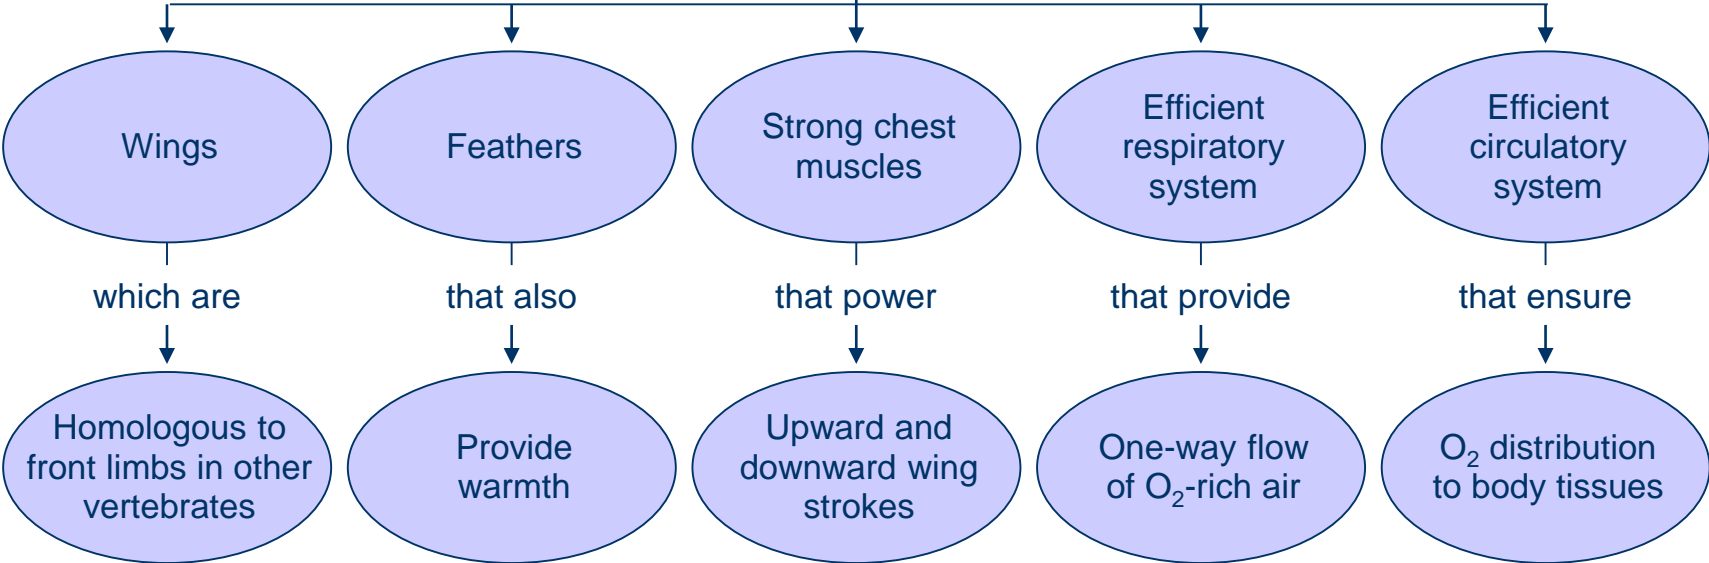 Wings
Feathers
Strong chest
muscles
Efficient
respiratory
system
Efficient
circulatory
system
which are
that also
that power
that provide
that ensure
Homologous to
front limbs in other
vertebrates
Provide
warmth
Upward and
downward wing
strokes
One-way flow
of O₂-rich air
O₂ distribution
to body tissues